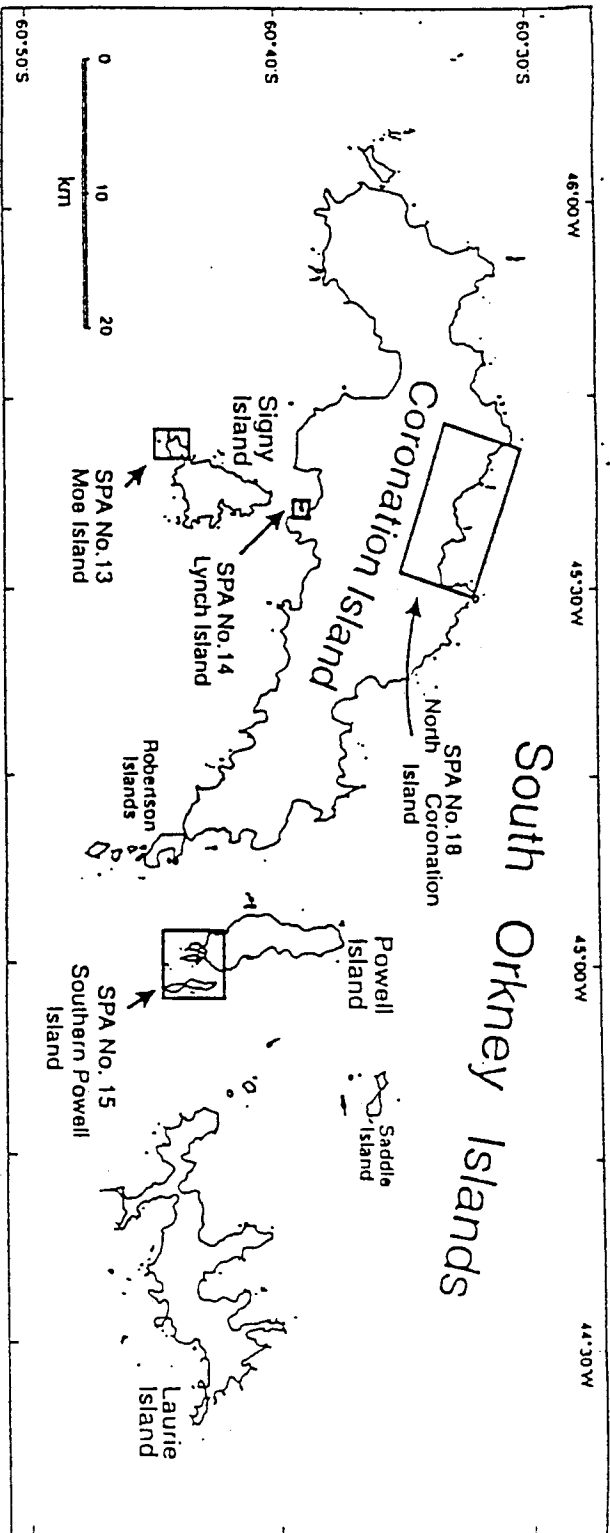 46°00'W
45°30'W
45°00'W
44°30'W
60°30'S
60°40'S
60°50'S
South Orkney Islands
Coronation Island
SPA No.18
North Coronation
Island
Powell
Island
Saddle
Island
Signy
Island
SPA No.14
Lynch Island
SPA No.13
Moe Island
Robertson
Islands
SPA No. 15
Southern Powell
Island
Laurie
Island
0 10 20
km